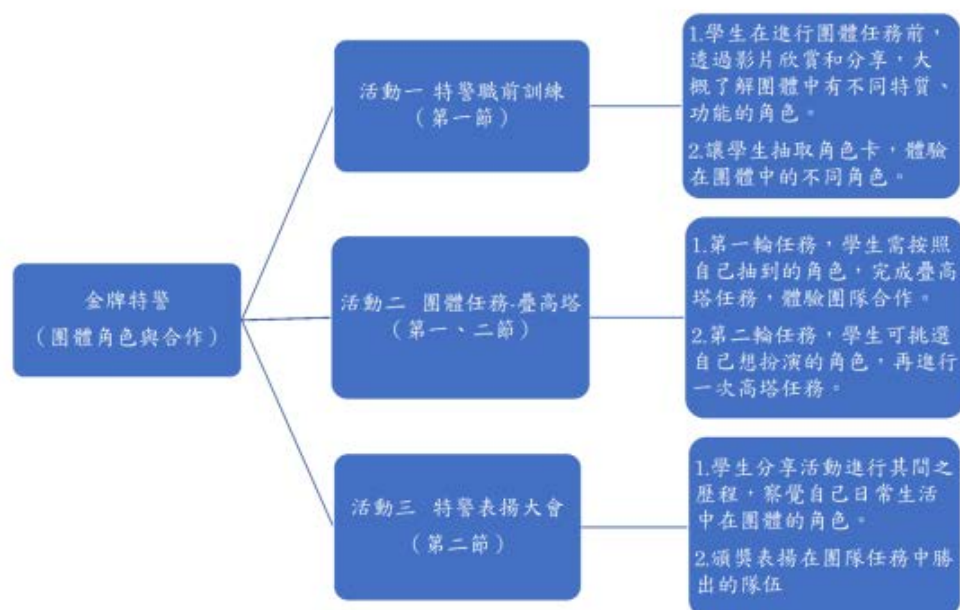 金牌特警
（團體角色與合作）
活動一 特警職前訓練
（第一節）
1.學生在進行團體任務前，
透過影片欣賞和分享，大
概了解團體中有不同特質、
功能的角色。
2.讓學生抽取角色卡，體驗
在團體中的不同角色。
活動二 團體任務-疊高塔
（第一、二節）
1.第一輪任務，學生需按照
自己抽到的角色，完成疊高
塔任務，體驗團隊合作。
2.第二輪任務，學生可挑選
自己想扮演的角色，再進行
一次高塔任務。
活動三 特警表揚大會
（第二節）
1.學生分享活動進行其間之
歷程，察覺自己日常生活
中在團體的角色。
2.頒獎表揚在團隊任務中勝
出的隊伍